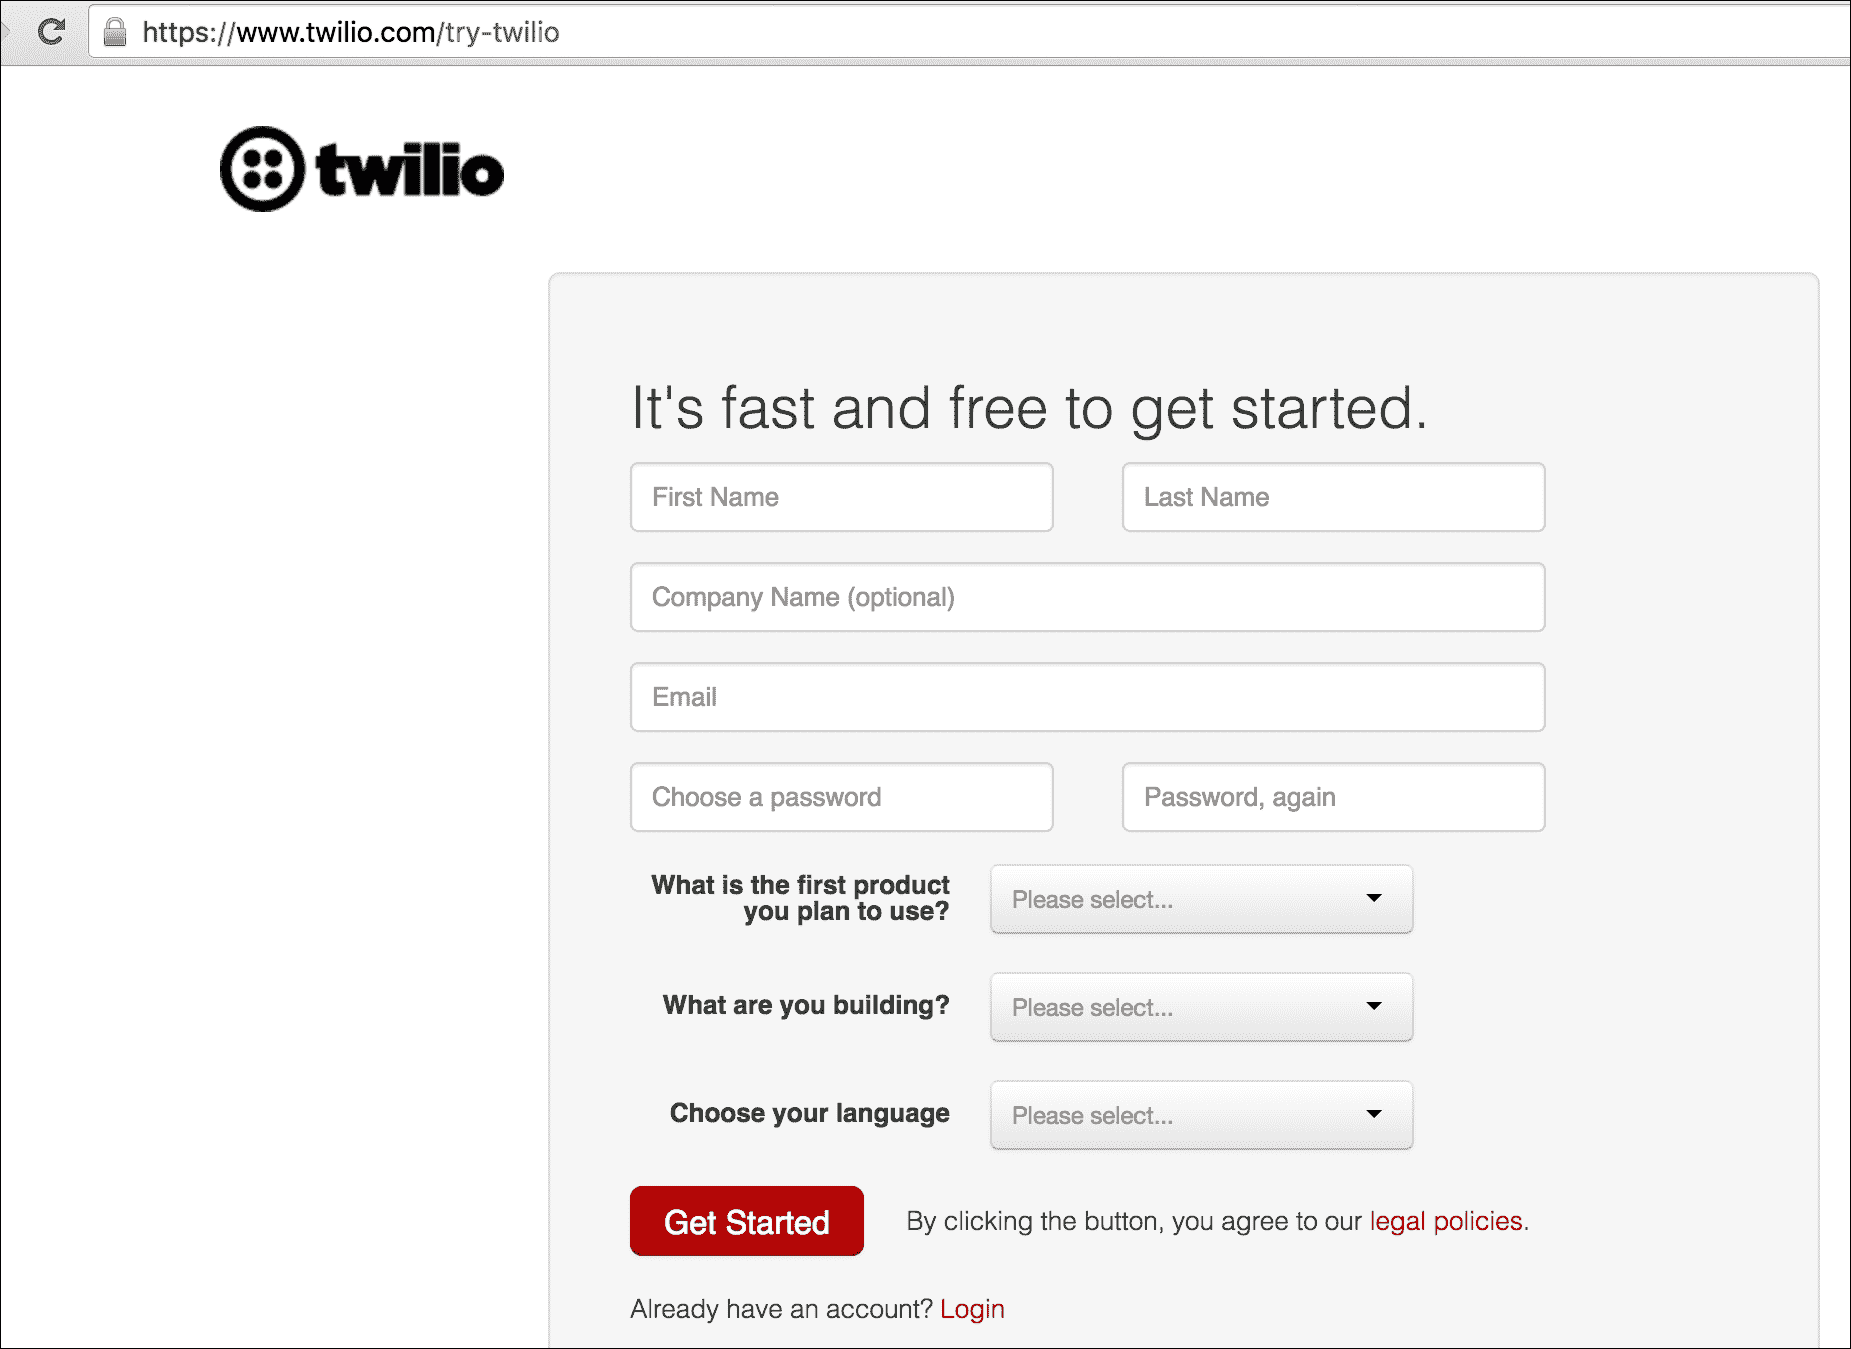 https://www.twilio.com/try-twilio
twilio
It's fast and free to get started.
First Name
Last Name
Company Name (optional)
Email
Choose a password
Password, again
What is the first product
you plan to use?
Please select...
What are you building?
Please select...
Choose your language
Please select...
Get Started
By clicking the button, you agree to our legal policies.
Already have an account? Login